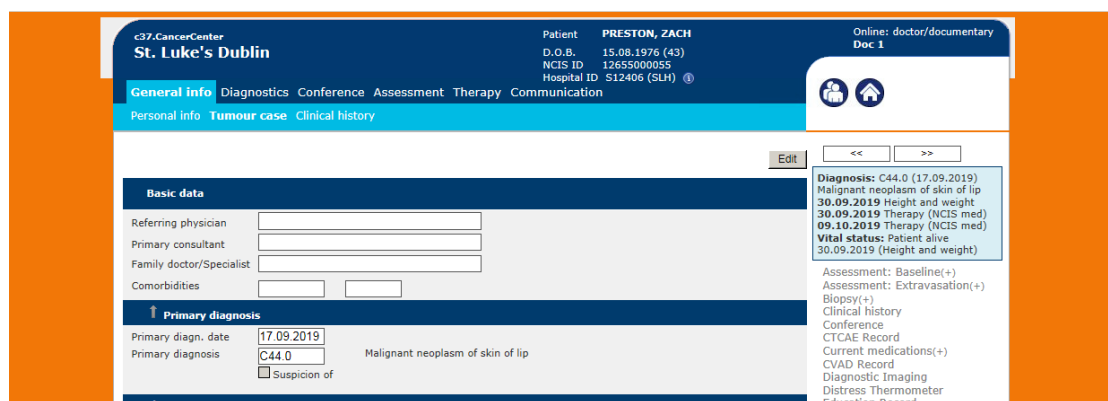 c37.CancerCenter
St. Luke's Dublin
Patient PRESTON, ZACH
D.O.B. 15.08.1976 (43)
NCIS ID 12655000055
Hospital ID S12406 (SLH) i
Online: doctor/documentary
Doc 1
General info Diagnostics Conference Assessment Therapy Communication
Personal info Tumour case Clinical history
Edit
<< >>
Basic data
Referring physician
Primary consultant
Family doctor/Specialist
Comorbidities
Primary diagnosis
Primary diagn. date 17.09.2019
Primary diagnosis C44.0 Malignant neoplasm of skin of lip
Suspicion of
Diagnosis: C44.0 (17.09.2019)
Malignant neoplasm of skin of lip
30.09.2019 Height and weight
30.09.2019 Therapy (NCIS med)
09.10.2019 Therapy (NCIS med)
Vital status: Patient alive
30.09.2019 (Height and weight)
Assessment: Baseline(+)
Assessment: Extravasation(+)
Biopsy(+)
Clinical history
Conference
CTCAE Record
Current medications(+)
CVAD Record
Diagnostic Imaging
Distress Thermometer
Education Record